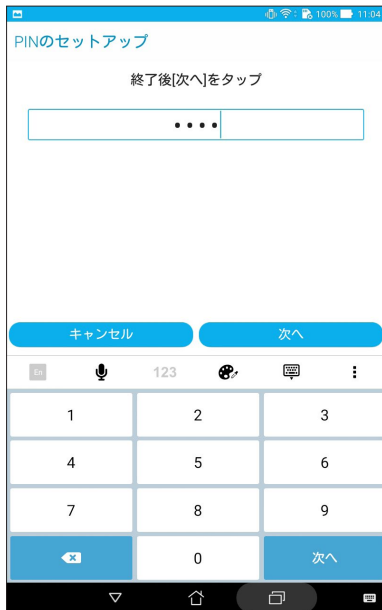 100% 11:04
PINのセットアップ
終了後[次へ]をタップ
••••
キャンセル 次へ
En 123
1 2 3
4 5 6
7 8 9
0 次へ